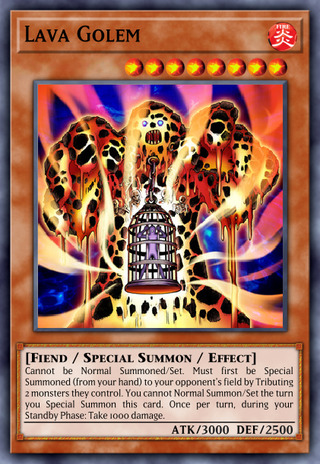 Lava Golem
FIRE
炎
[Fiend / Special Summon / Effect]
Cannot be Normal Summoned/Set. Must first be Special
Summoned (from your hand) to your opponent's field by Tributing
2 monsters they control. You cannot Normal Summon/Set the turn
you Special Summon this card. Once per turn, during your
Standby Phase: Take 1000 damage.
ATK/3000 DEF/2500